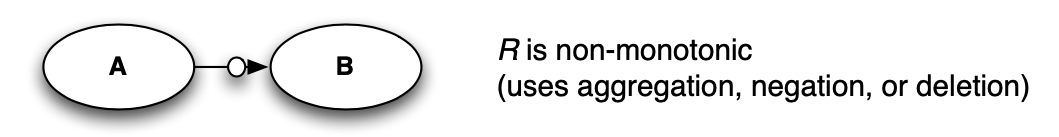 A
B
R is non-monotonic
(uses aggregation, negation, or deletion)